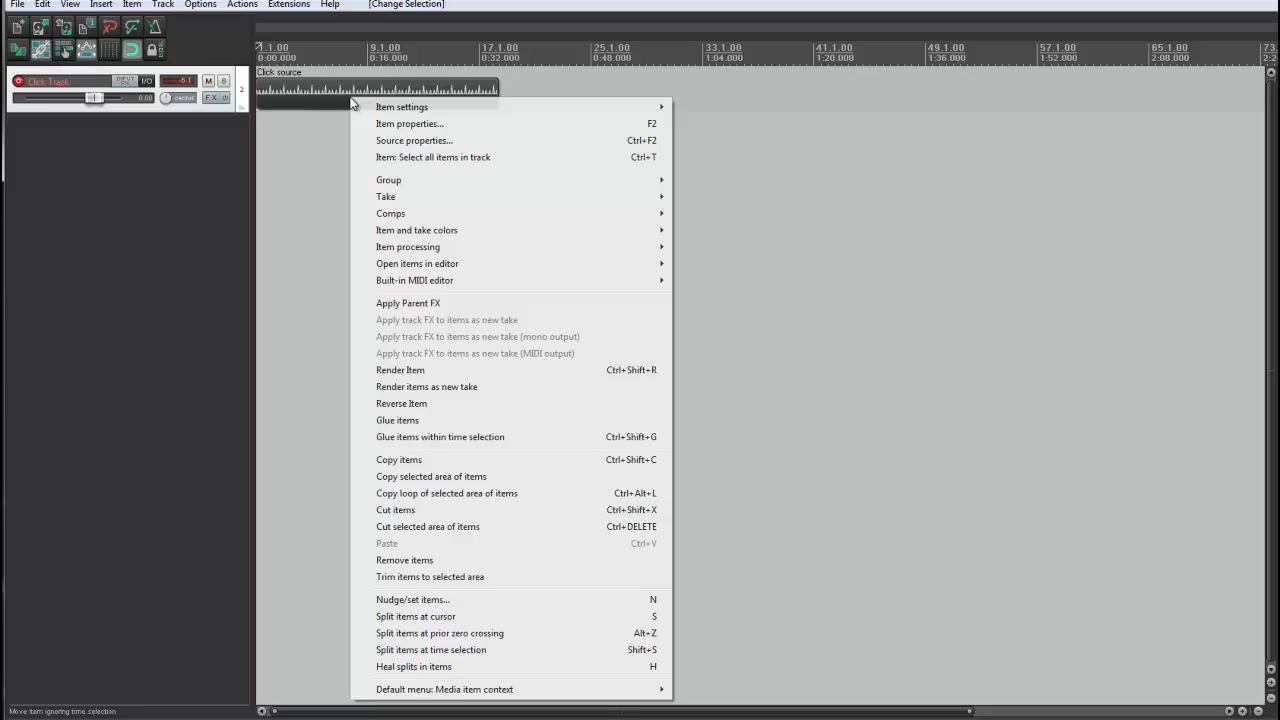 File Edit View Insert Item Track Options Actions Extensions Help [Change Selection]
1.1.00 9.1.00 17.1.00 25.1.00 33.1.00 41.1.00 49.1.00 57.1.00 65.1.00 73.
0:00.000 0:16.000 0:32.000 0:48.000 1:04.000 1:20.000 1:36.000 1:52.000 2:08.000 2:
Click source
Click Track INPUT I/O -6.1 M S
2
0.00 center FX
Item settings
Item properties... F2
Source properties... Ctrl+F2
Item: Select all items in track Ctrl+T
Group
Take
Comps
Item and take colors
Item processing
Open items in editor
Built-in MIDI editor
Apply Parent FX
Apply track FX to items as new take
Apply track FX to items as new take (mono output)
Apply track FX to items as new take (MIDI output)
Render Item Ctrl+Shift+R
Render items as new take
Reverse Item
Glue items
Glue items within time selection Ctrl+Shift+G
Copy items Ctrl+Shift+C
Copy selected area of items
Copy loop of selected area of items Ctrl+Alt+L
Cut items Ctrl+Shift+X
Cut selected area of items Ctrl+DELETE
Paste Ctrl+V
Remove items
Trim items to selected area
Nudge/set items... N
Split items at cursor S
Split items at prior zero crossing Alt+Z
Split items at time selection Shift+S
Heal splits in items H
Default menu: Media item context
Move item ignoring time selection